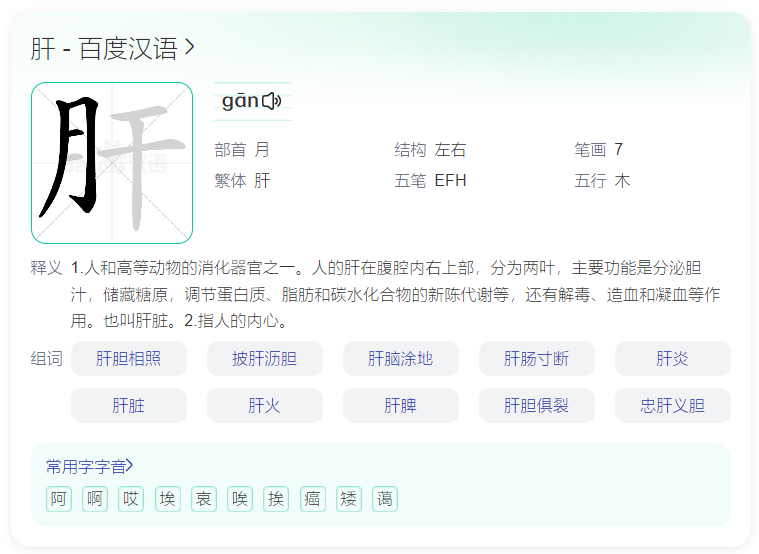 肝 - 百度汉语
肝
gān
部首 月 结构 左右 笔画 7
繁体 肝 五笔 EFH 五行 木
释义 1.人和高等动物的消化器官之一。人的肝在腹腔内右上部，分为两叶，主要功能是分泌胆
汁，储藏糖原，调节蛋白质、脂肪和碳水化合物的新陈代谢等，还有解毒、造血和凝血等作
用。也叫肝脏。2.指人的内心。
组词 肝胆相照 披肝沥胆 肝脑涂地 肝肠寸断 肝炎
肝脏 肝火 肝脾 肝胆俱裂 忠肝义胆
常用字字音
阿 啊 哎 埃 哀 唉 挨 癌 矮 蔼